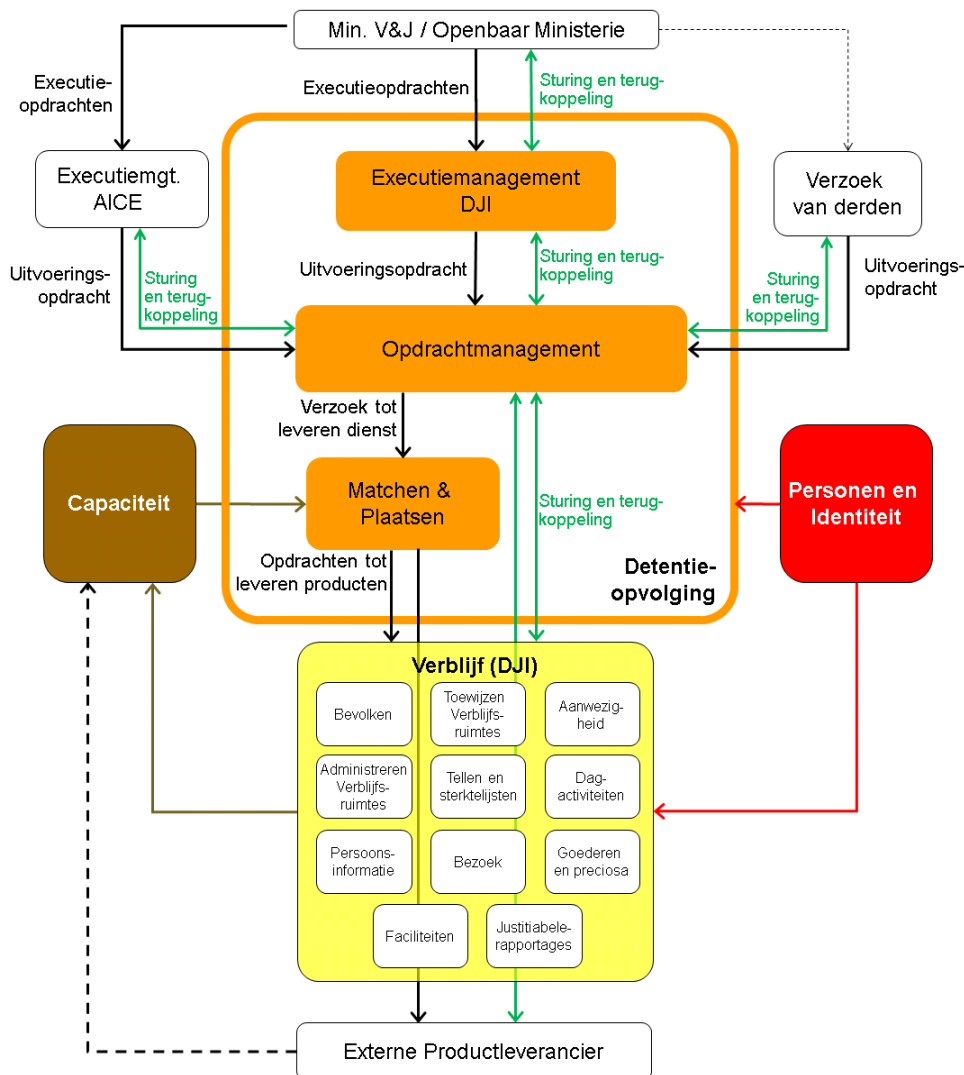 Min. V&J / Openbaar Ministerie
Executie-
opdrachten
Executieopdrachten
Sturing en terug-
koppeling
Executiemgt.
AICE
Executiemanagement
DJI
Verzoek
van derden
Uitvoerings-
opdracht
Sturing
en terug-
koppeling
Uitvoeringsopdracht
Sturing en terug-
koppeling
Sturing
en terug-
koppeling
Uitvoerings-
opdracht
Opdrachtmanagement
Verzoek tot
leveren dienst
Capaciteit
Matchen &
Plaatsen
Sturing en terug-
koppeling
Personen en
Identiteit
Opdrachten tot
leveren producten
Detentie-
opvolging
Verblijf (DJI)
Bevolken
Toewijzen
Verblijfs-
ruimtes
Aanwezig-
heid
Administreren
Verblijfs-
ruimtes
Tellen en
sterktelijsten
Dag-
activiteiten
Persoons-
informatie
Bezoek
Goederen
en preciosa
Faciliteiten
Justitiabele-
rapportages
Externe Productleverancier